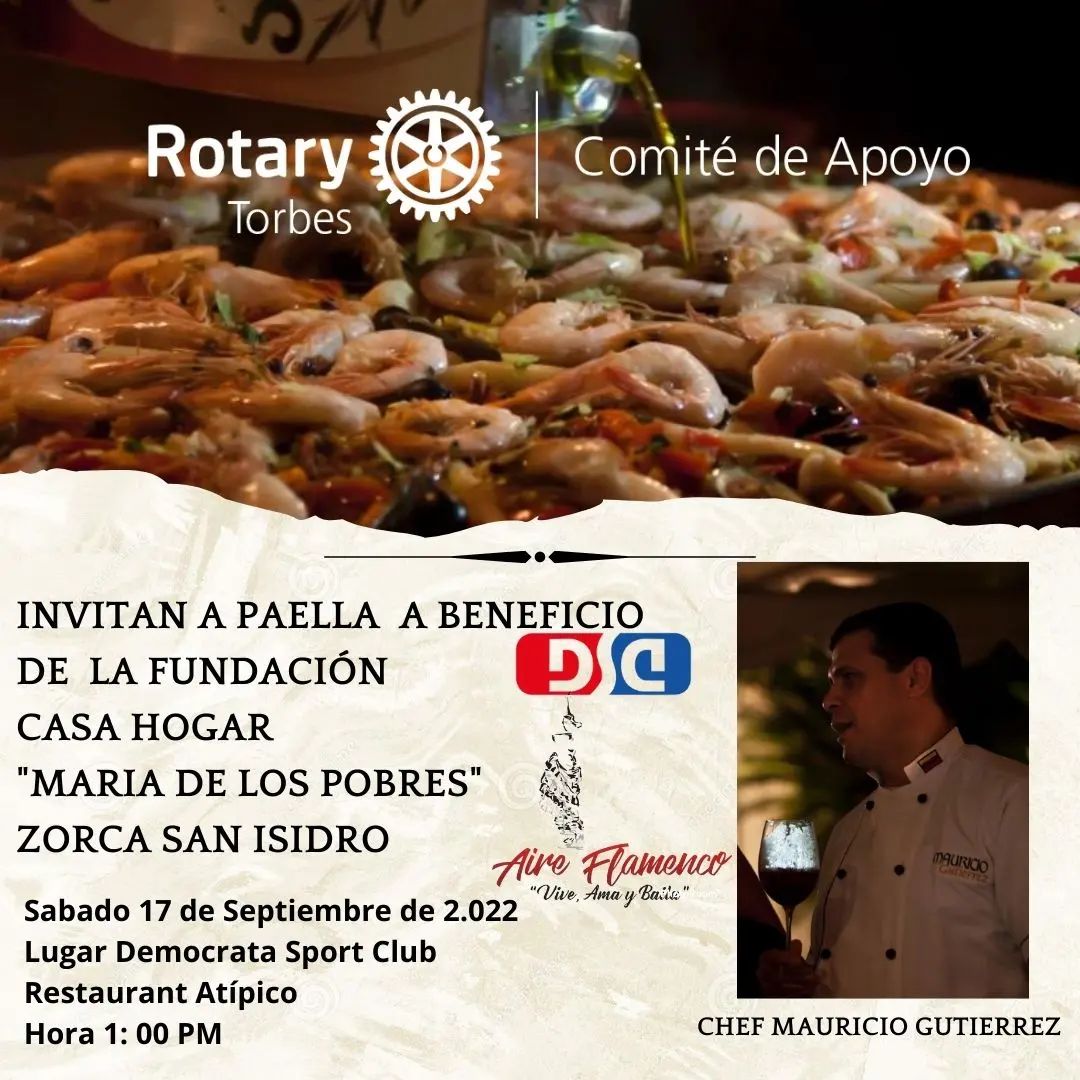 Rotary
Torbes
Comité de Apoyo
INVITAN A PAELLA A BENEFICIO
DE LA FUNDACIÓN
CASA HOGAR
"MARIA DE LOS POBRES"
ZORCA SAN ISIDRO
DSC
Aire Flamenco
"Vive, Ama y Baila"
Sabado 17 de Septiembre de 2.022
Lugar Democrata Sport Club
Restaurant Atípico
Hora 1: 00 PM
MAURICIO
Gutierrez
CHEF MAURICIO GUTIERREZ